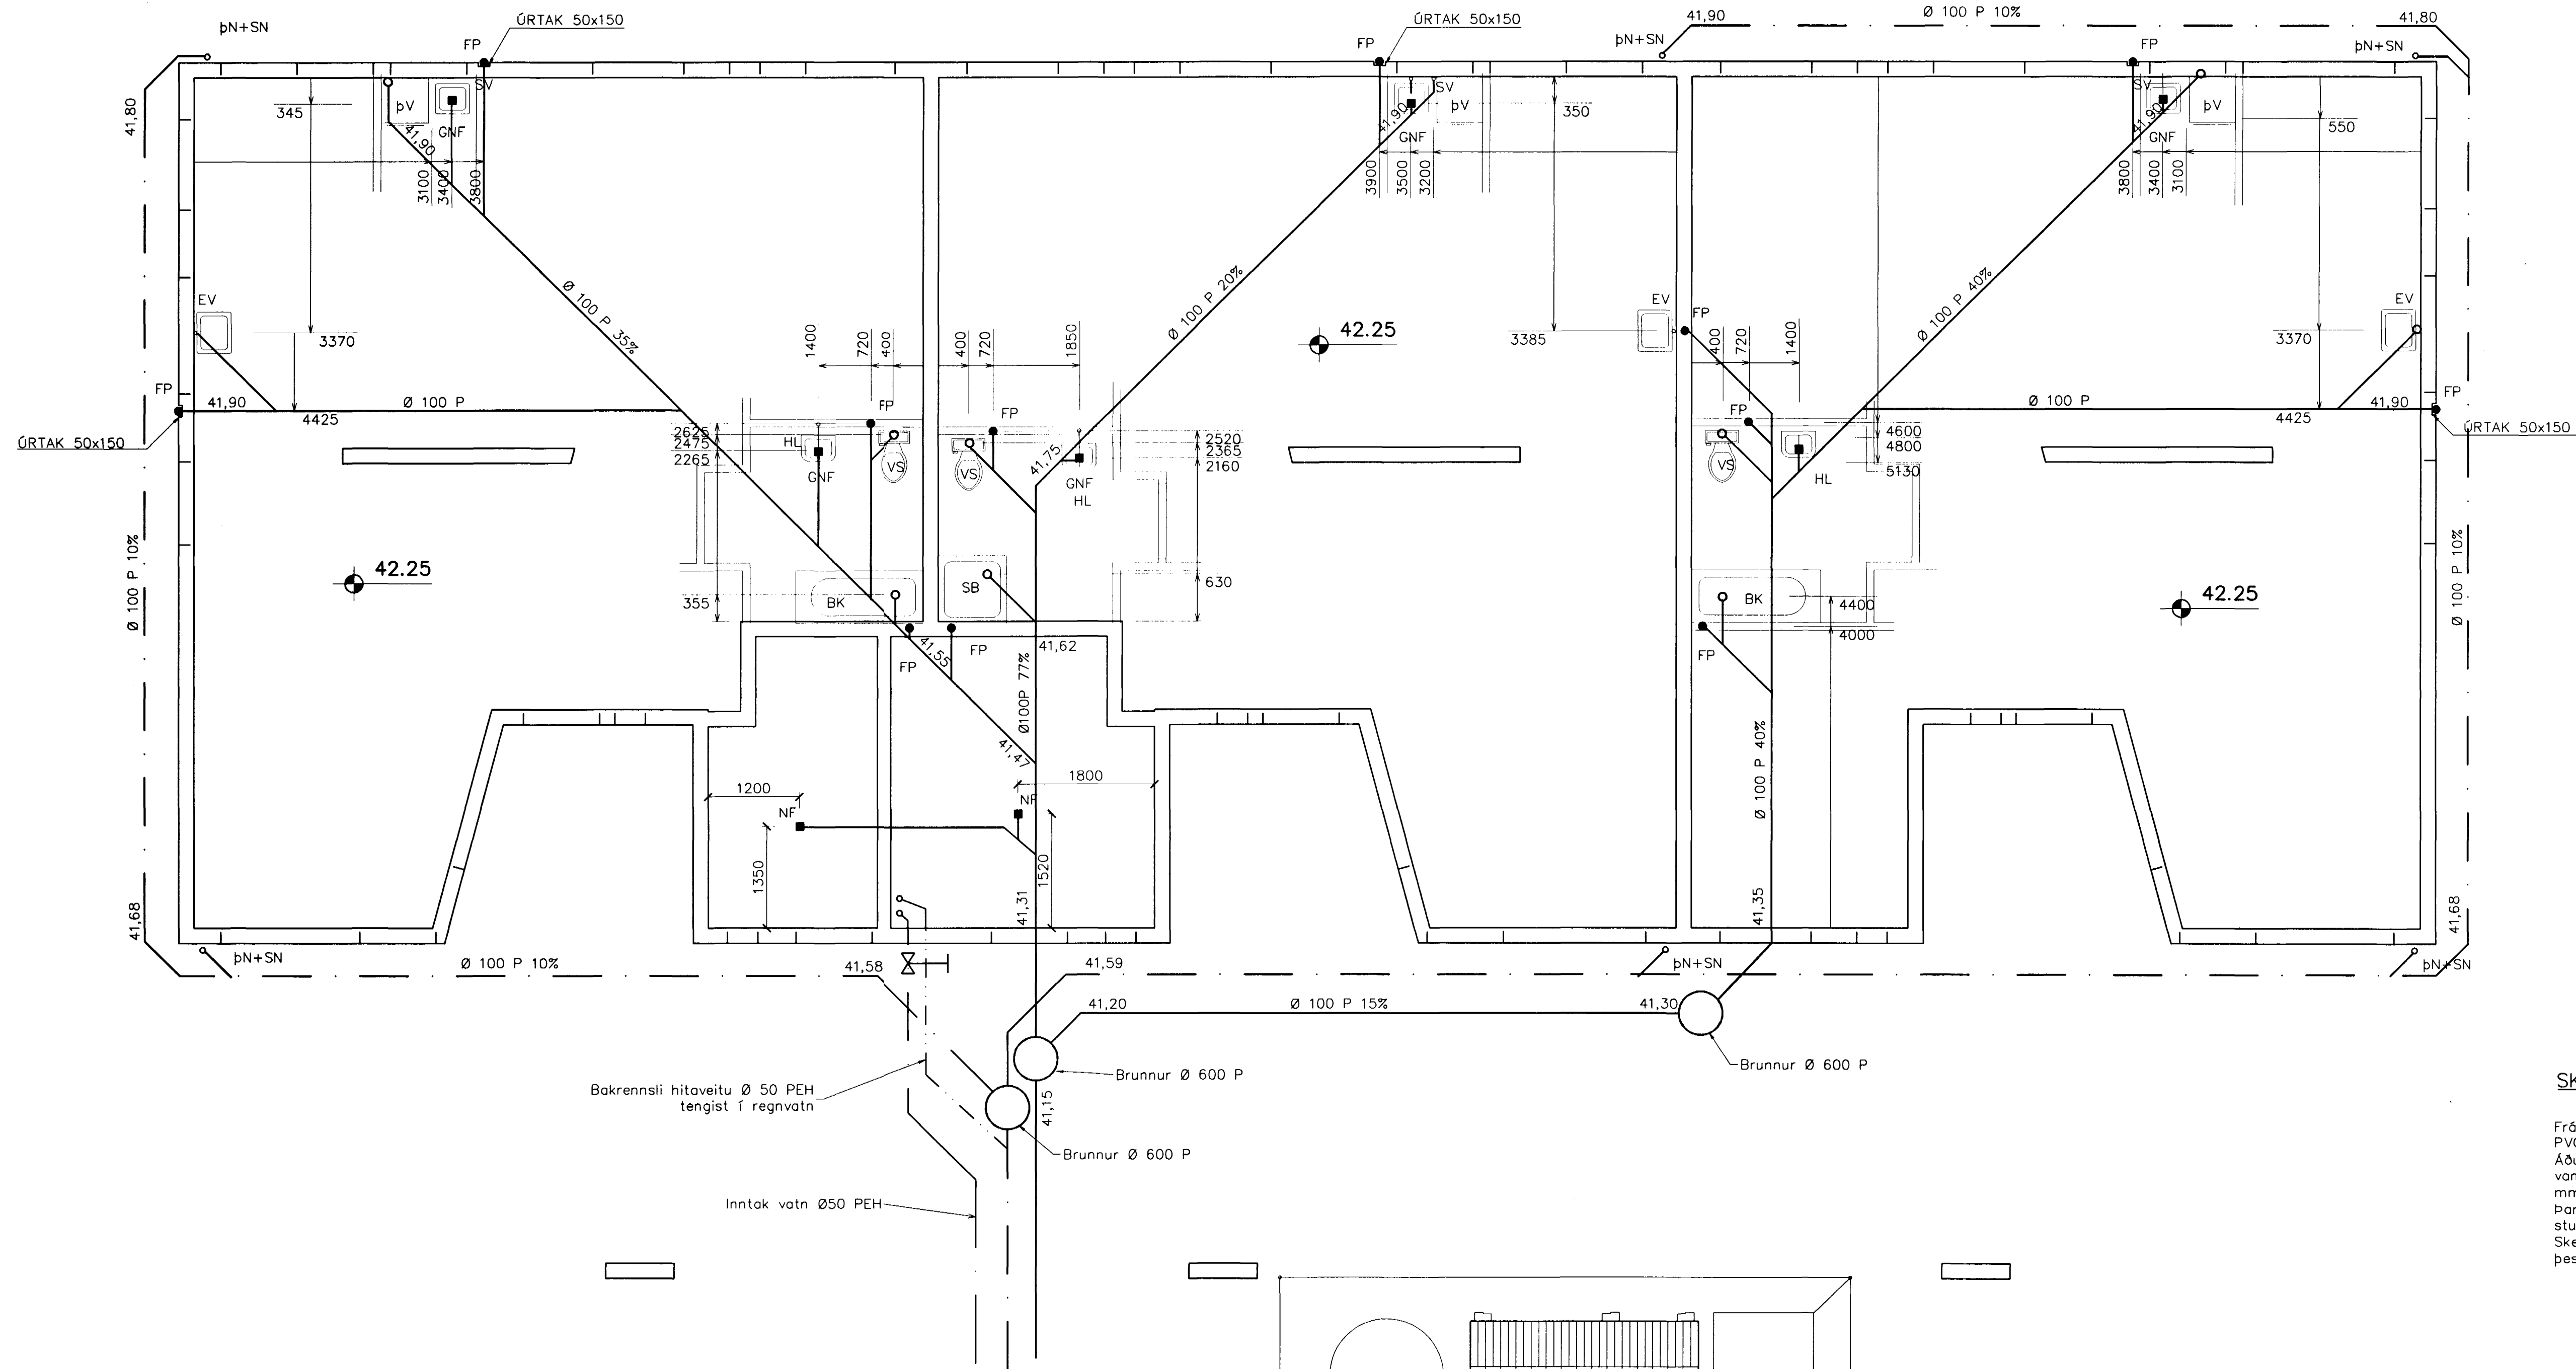 þN+SN
FP
ÚRTAK 50x150
FP
ÚRTAK 50x150
þN+SN
41,90
Ø 100 P 10%
41,80
FP
þN+SN
41,80
345
þV
SV
GNF
41,90
3100
3400
3800
SV
þV
41,90
GNF
3900
3500
3200
350
SV
þV
41,90
GNF
3800
3400
3100
550
EV
3370
Ø 100 P 35%
1400
720
400
400
720
1850
Ø 100 P 20%
42.25
3385
EV
FP
400
720
1400
Ø 100 P 40%
3370
EV
FP
41,90
Ø 100 P
4425
ÚRTAK 50x150
2625
2475
2265
HL
GNF
FP
VS
VS
FP
41,75
GNF
HL
2520
2365
2160
FP
VS
HL
4600
4800
5130
Ø 100 P
4425
41,90
FP
ÚRTAK 50x150
Ø 100 P 10%
42.25
355
BK
SB
630
BK
4400
4000
42.25
Ø 100 P 10%
FP
41,55
FP
41,62
FP
Ø100P 77%
41,47
Ø 100 P 40%
1200
1800
NF
NF
1350
1520
41,31
41,35
41,68
41,68
þN+SN
Ø 100 P 10%
41,58
41,59
þN+SN
þN+SN
41,20
Ø 100 P 15%
41,30
Brunnur Ø 600 P
Brunnur Ø 600 P
Bakrennsli hitaveitu Ø 50 PEH
tengist í regnvatn
41,15
Brunnur Ø 600 P
Inntak vatn Ø50 PEH